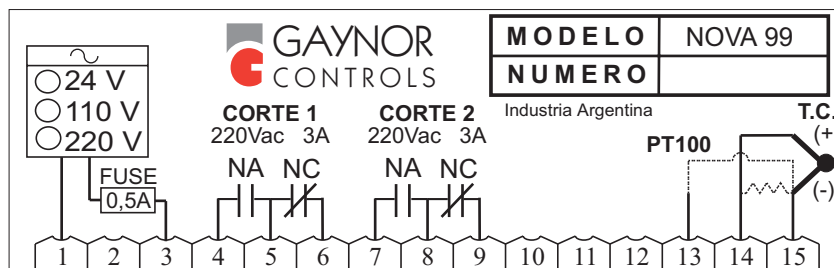 GAYNOR
CONTROLS
MODELO NOVA 99
NUMERO
Industria Argentina
24 V
110 V
220 V
FUSE
0,5A
CORTE 1
220Vac 3A
NA NC
CORTE 2
220Vac 3A
NA NC
PT100
T.C.
(+
(-)
1 2 3 4 5 6 7 8 9 10 11 12 13 14 15